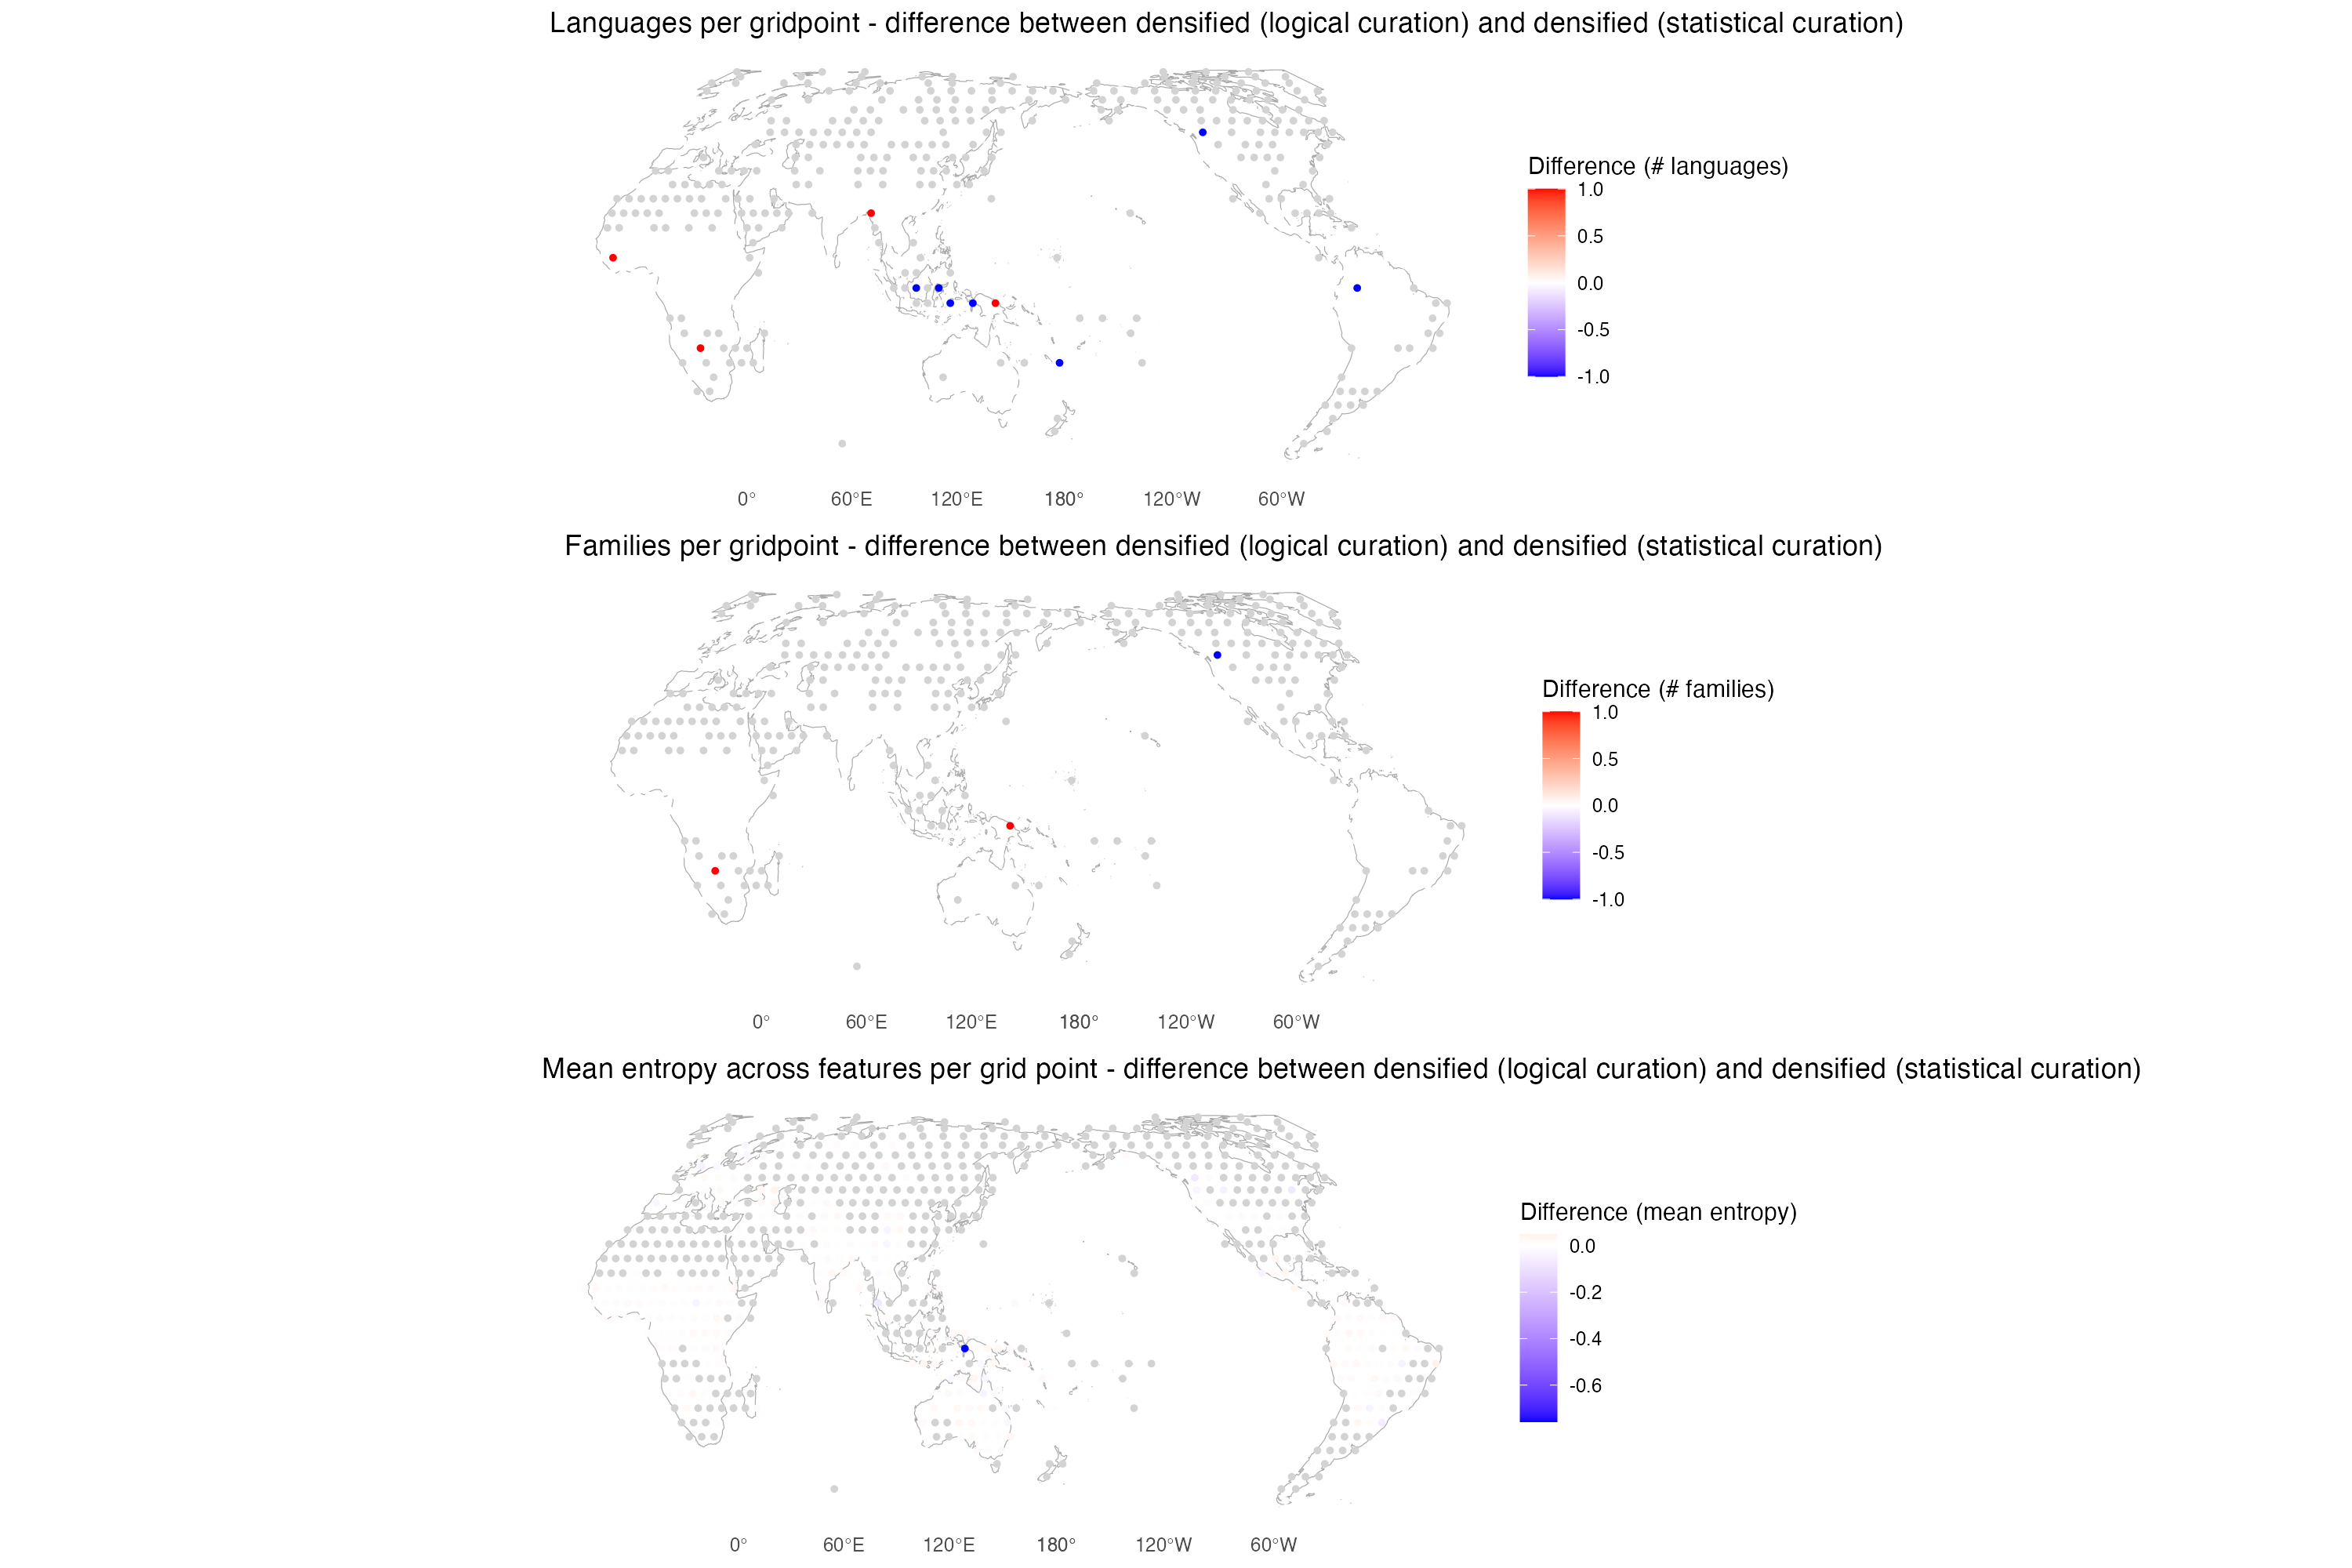 Languages per gridpoint - difference between densified (logical curation) and densified (statistical curation)
Difference (# languages)
1.0
0.5
0.0
-0.5
-1.0
0° 60°E 120°E 180° 120°W 60°W
Families per gridpoint - difference between densified (logical curation) and densified (statistical curation)
Difference (# families)
1.0
0.5
0.0
-0.5
-1.0
0° 60°E 120°E 180° 120°W 60°W
Mean entropy across features per grid point - difference between densified (logical curation) and densified (statistical curation)
Difference (mean entropy)
0.0
-0.2
-0.4
-0.6
0° 60°E 120°E 180° 120°W 60°W